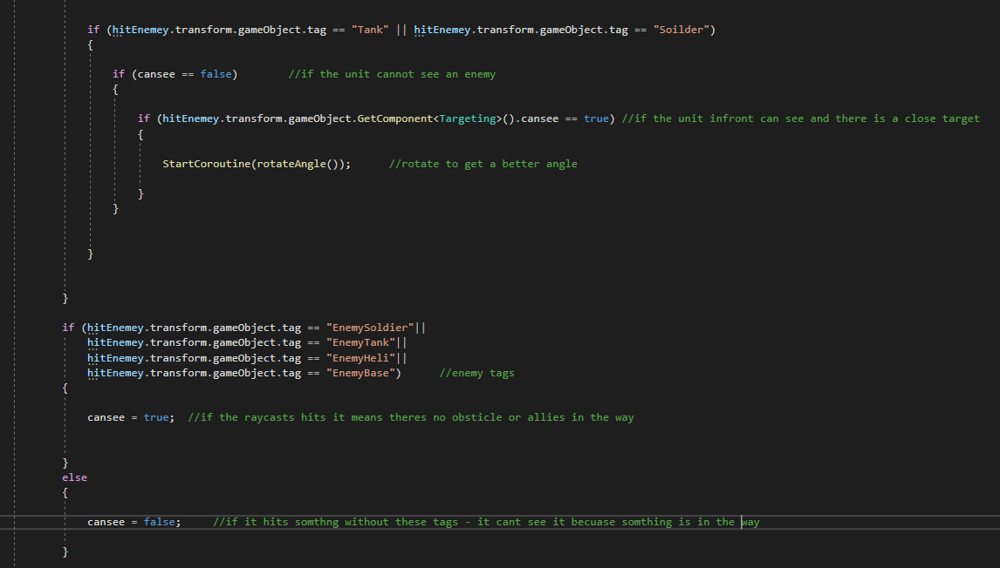 if (hitEnemey.transform.gameObject.tag == "Tank" || hitEnemey.transform.gameObject.tag == "Soilder")
{
if (cansee == false) //if the unit cannot see an enemy
{
if (hitEnemey.transform.gameObject.GetComponent<Targeting>().cansee == true) //if the unit infront can see and there is a close target
{
StartCoroutine(rotateAngle()); //rotate to get a better angle
}
}
}
}
if (hitEnemey.transform.gameObject.tag == "EnemySoldier"||
hitEnemey.transform.gameObject.tag == "EnemyTank"||
hitEnemey.transform.gameObject.tag == "EnemyHeli"||
hitEnemey.transform.gameObject.tag == "EnemyBase") //enemy tags
{
cansee = true; //if the raycasts hits it means theres no obsticle or allies in the way
}
else
{
cansee = false; //if it hits somthng without these tags - it cant see it becuase somthing is in the way
}